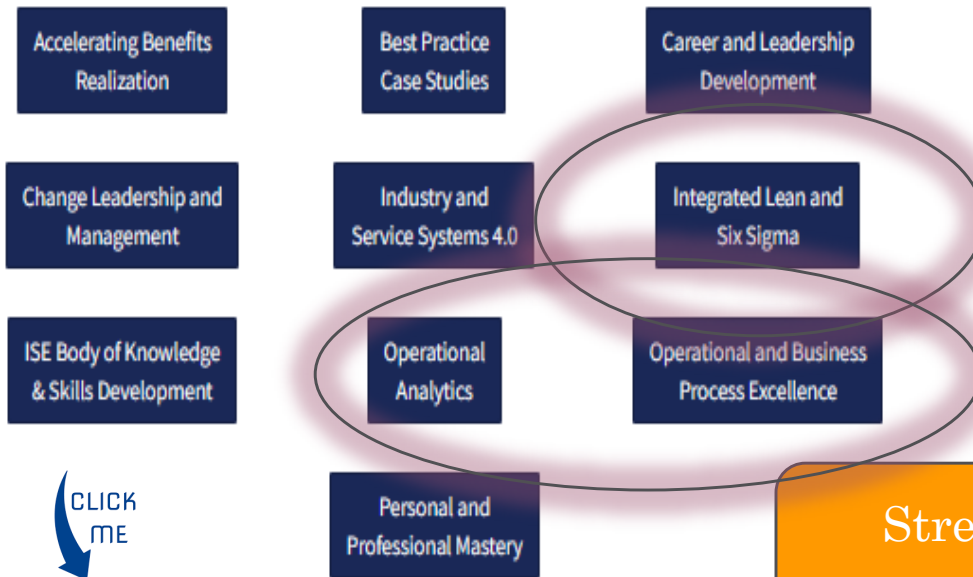 Accelerating Benefits
Realization
Best Practice
Case Studies
Career and Leadership
Development
Change Leadership and
Management
Industry and
Service Systems 4.0
Integrated Lean and
Six Sigma
ISE Body of Knowledge
& Skills Development
Operational
Analytics
Operational and Business
Process Excellence
CLICK
ME
Personal and
Professional Mastery